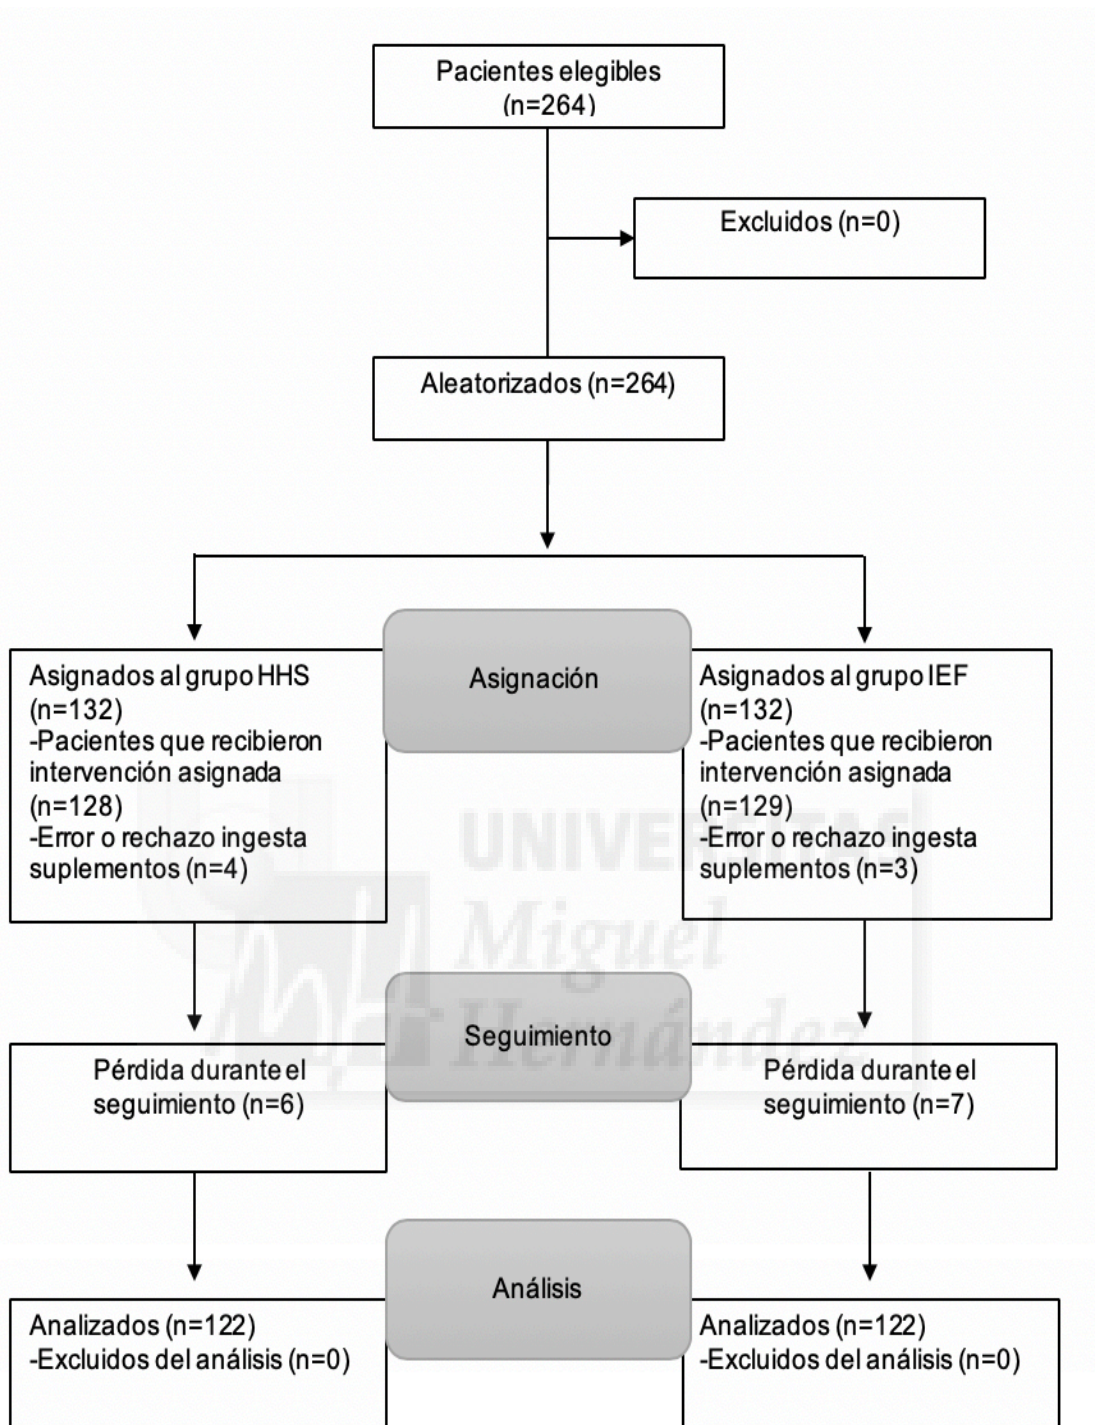 Pacientes elegibles
(n=264)
Excluidos (n=0)
Aleatorizados (n=264)
Asignación
Asignados al grupo HHS
(n=132)
-Pacientes que recibieron
intervención asignada
(n=128)
-Error o rechazo ingesta
suplementos (n=4)
Asignados al grupo IEF
(n=132)
-Pacientes que recibieron
intervención asignada
(n=129)
-Error o rechazo ingesta
suplementos (n=3)
UNIVERSITAS
Miguel
Hernández
Seguimiento
Pérdida durante el
seguimiento (n=6)
Pérdida durante el
seguimiento (n=7)
Análisis
Analizados (n=122)
-Excluidos del análisis (n=0)
Analizados (n=122)
-Excluidos del análisis (n=0)